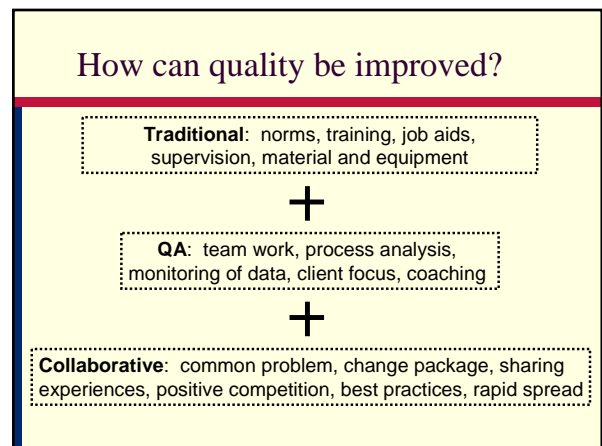 How can quality be improved?
Traditional: norms, training, job aids,
supervision, material and equipment
+
QA: team work, process analysis,
monitoring of data, client focus, coaching
+
Collaborative: common problem, change package, sharing
experiences, positive competition, best practices, rapid spread